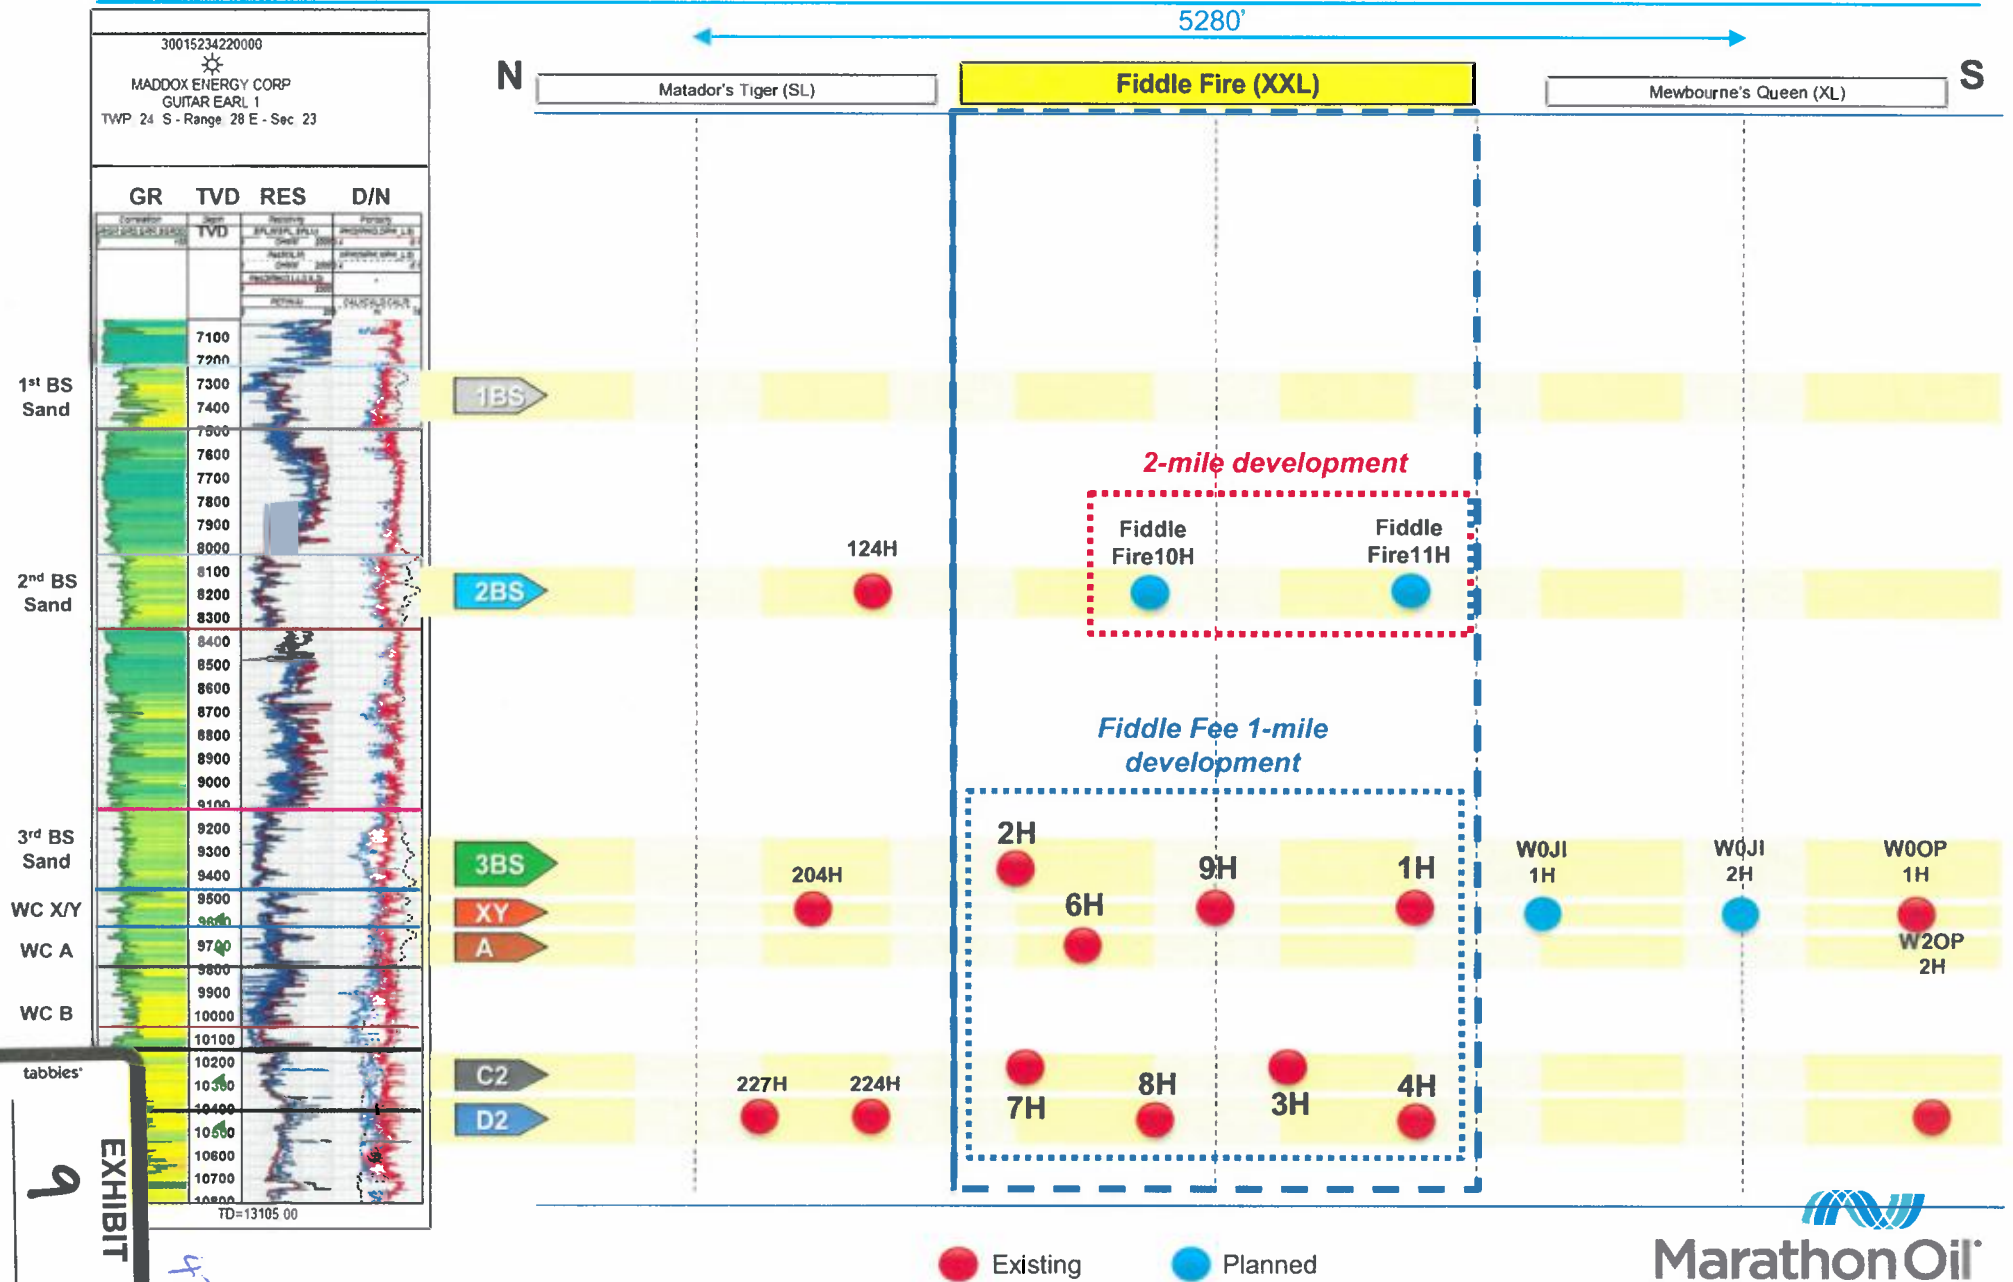 5280'
30015234220000
MADDOX ENERGY CORP
GUITAR EARL 1
TWP 24 S - Range 28 E - Sec 23
N
Matador's Tiger (SL)
Fiddle Fire (XXL)
Mewbourne's Queen (XL)
S
GR TVD RES D/N
TVD
7100
7200
7300
7400
7500
7600
7700
7800
7900
8000
8100
8200
8300
8400
8500
8600
8700
8800
8900
9000
9100
9200
9300
9400
9500
9600
9700
9800
9900
10000
10100
10200
10300
10400
10500
10600
10700
10800
TD=13105 00
1st BS
Sand
2nd BS
Sand
3rd BS
Sand
WC X/Y
WC A
WC B
1BS
2BS
3BS
XY
A
C2
D2
2-mile development
124H
Fiddle
Fire10H
Fiddle
Fire11H
Fiddle Fee 1-mile
development
204H
2H
6H
9H
1H
W0JI
1H
W0JI
2H
W0OP
1H
W2OP
2H
227H
224H
7H
8H
3H
4H
tabbies'
EXHIBIT
9
Existing
Planned
Marathon Oil